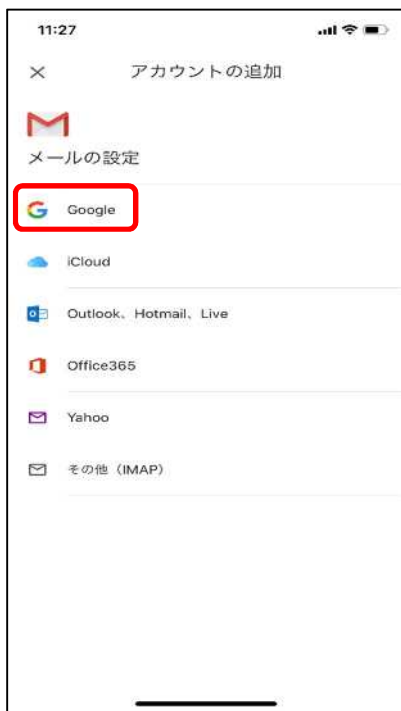 11:27
× アカウントの追加
メールの設定
Google
iCloud
Outlook、Hotmail、Live
Office365
Yahoo
その他（IMAP）